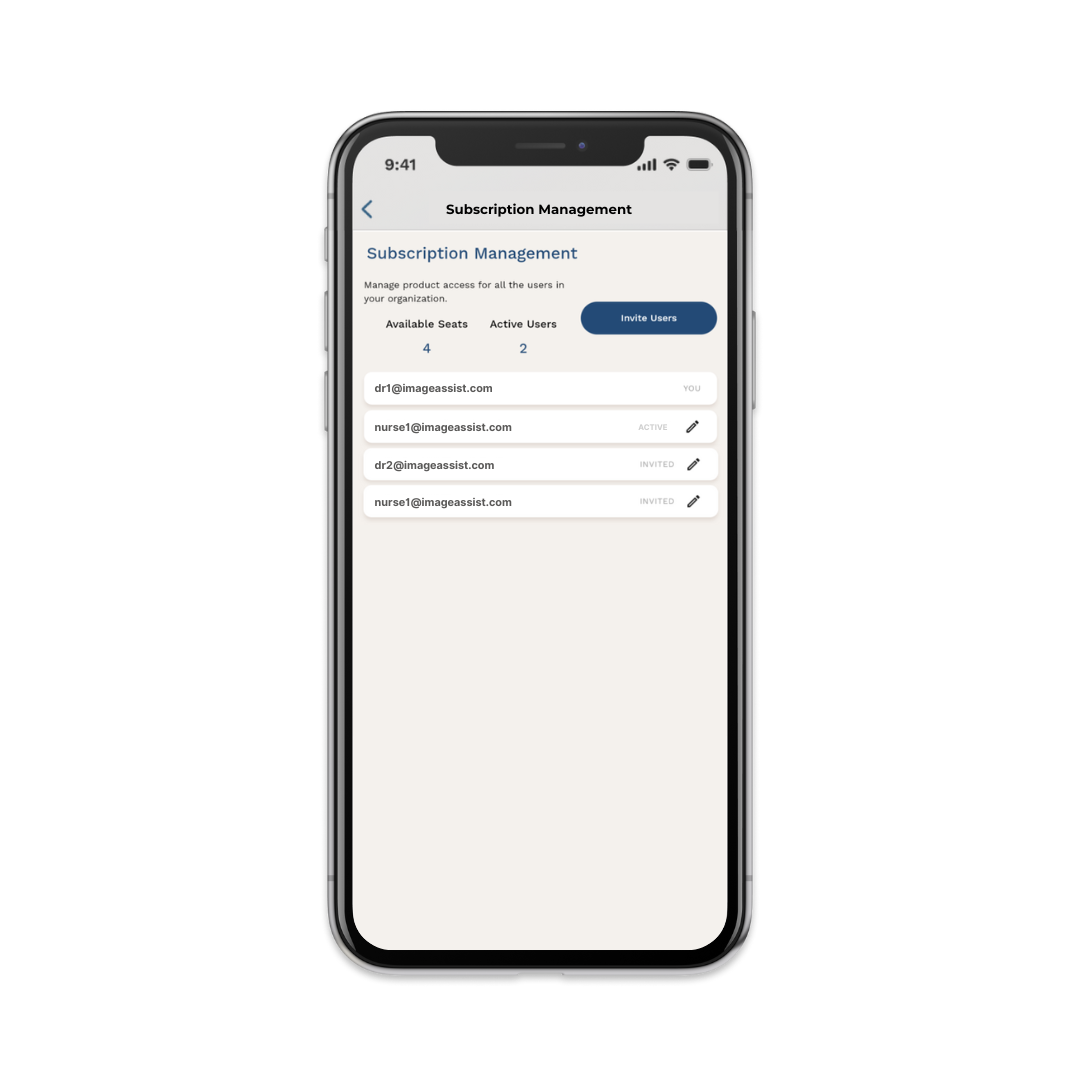 9:41
Subscription Management
Subscription Management
Manage product access for all the users in
your organization.
Invite Users
Available Seats Active Users
4 2
dr1@imageassist.com YOU
nurse1@imageassist.com ACTIVE
dr2@imageassist.com INVITED
nurse1@imageassist.com INVITED